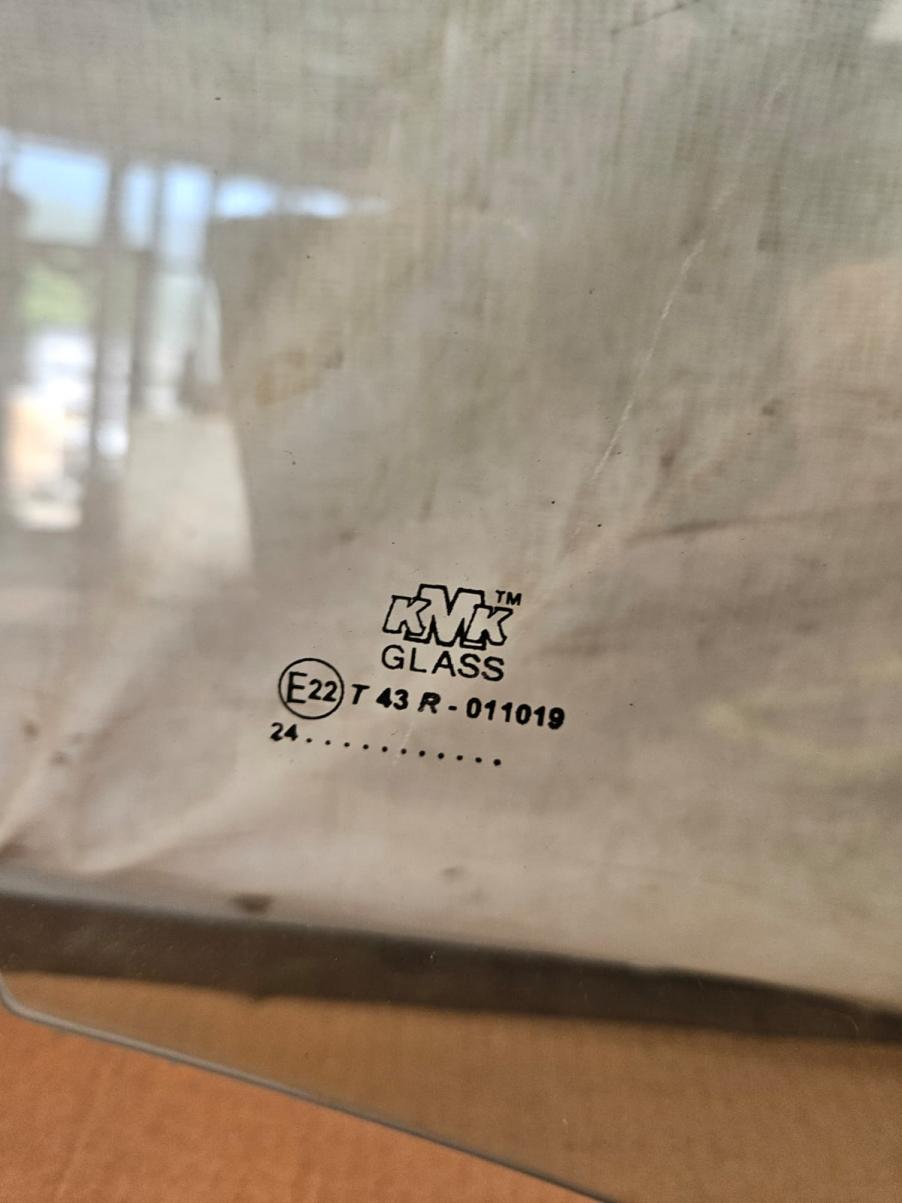 KMK™
GLASS
E22 T 43 R - 011019
24...........